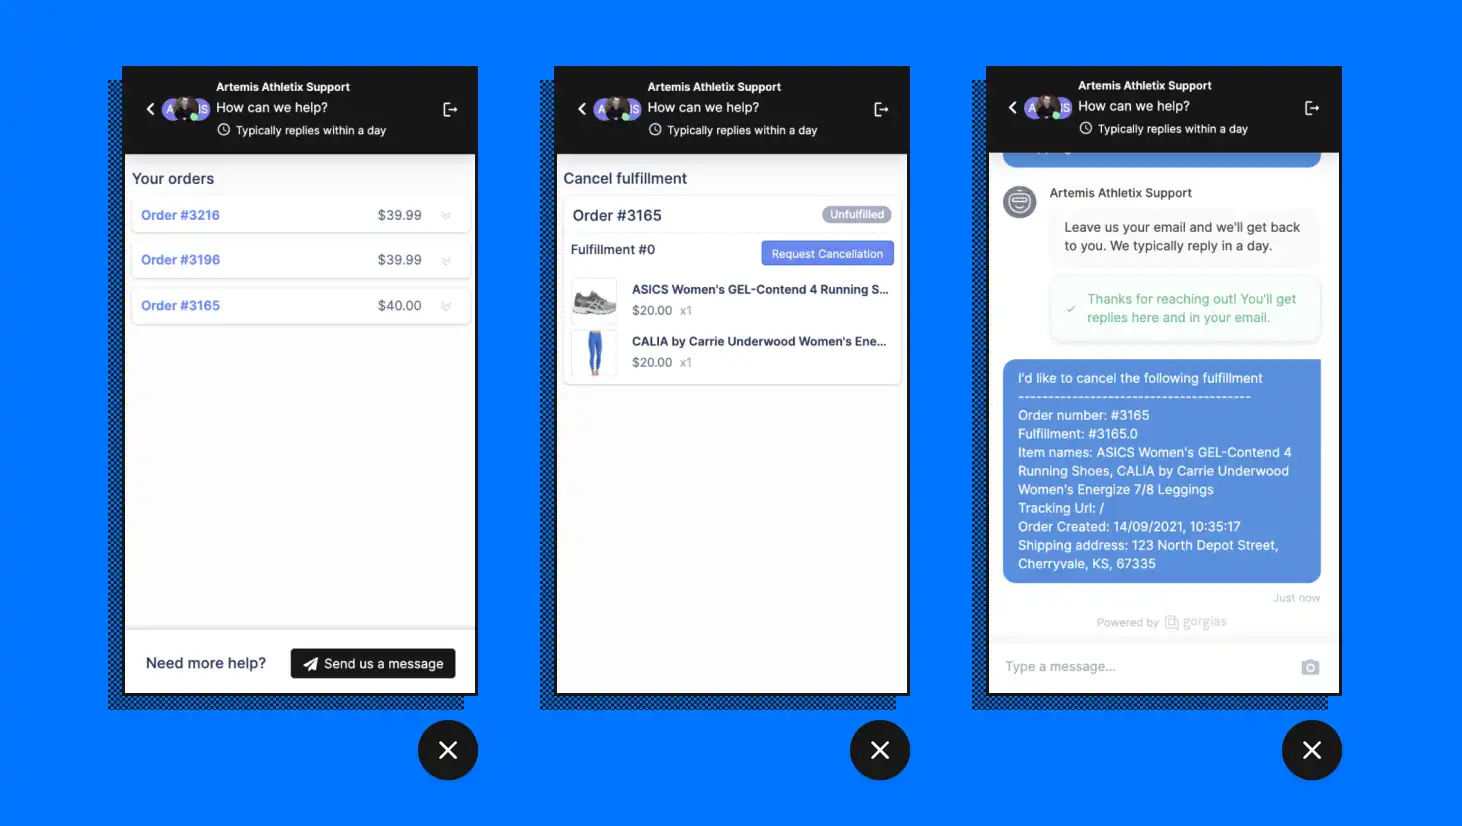 Artemis Athletix Support
How can we help?
Typically replies within a day
Your orders
Order #3216 $39.99
Order #3196 $39.99
Order #3165 $40.00
Need more help? Send us a message
Artemis Athletix Support
How can we help?
Typically replies within a day
Cancel fulfillment
Order #3165 Unfulfilled
Fulfillment #0 Request Cancellation
ASICS Women's GEL-Contend 4 Running S...
$20.00 x1
CALIA by Carrie Underwood Women's Ene...
$20.00 x1
Artemis Athletix Support
How can we help?
Typically replies within a day
Artemis Athletix Support
Leave us your email and we'll get back
to you. We typically reply in a day.
Thanks for reaching out! You'll get
replies here and in your email.
I'd like to cancel the following fulfillment
---------------------------------------
Order number: #3165
Fulfillment: #3165.0
Item names: ASICS Women's GEL-Contend 4
Running Shoes, CALIA by Carrie Underwood
Women's Energize 7/8 Leggings
Tracking Url: /
Order Created: 14/09/2021, 10:35:17
Shipping address: 123 North Depot Street,
Cherryvale, KS, 67335
Just now
Powered by gorgias
Type a message...